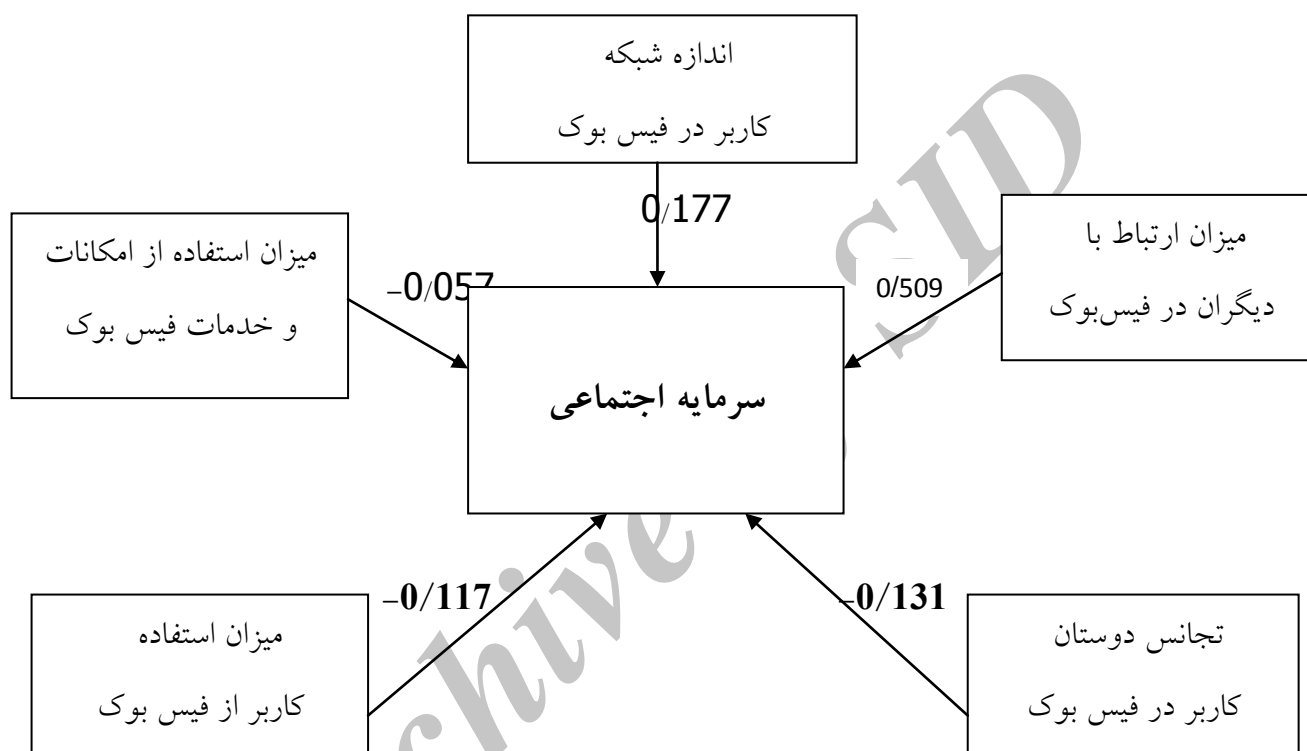 اندازه شبکه
کاربر در فیس بوک
0/177
میزان استفاده از امکانات
و خدمات فیس بوک
–0/057
میزان ارتباط با
دیگران در فیس‌بوک
0/509
سرمایه اجتماعی
–0/117
میزان استفاده
کاربر از فیس بوک
–0/131
تجانس دوستان
کاربر در فیس بوک
SID
chive